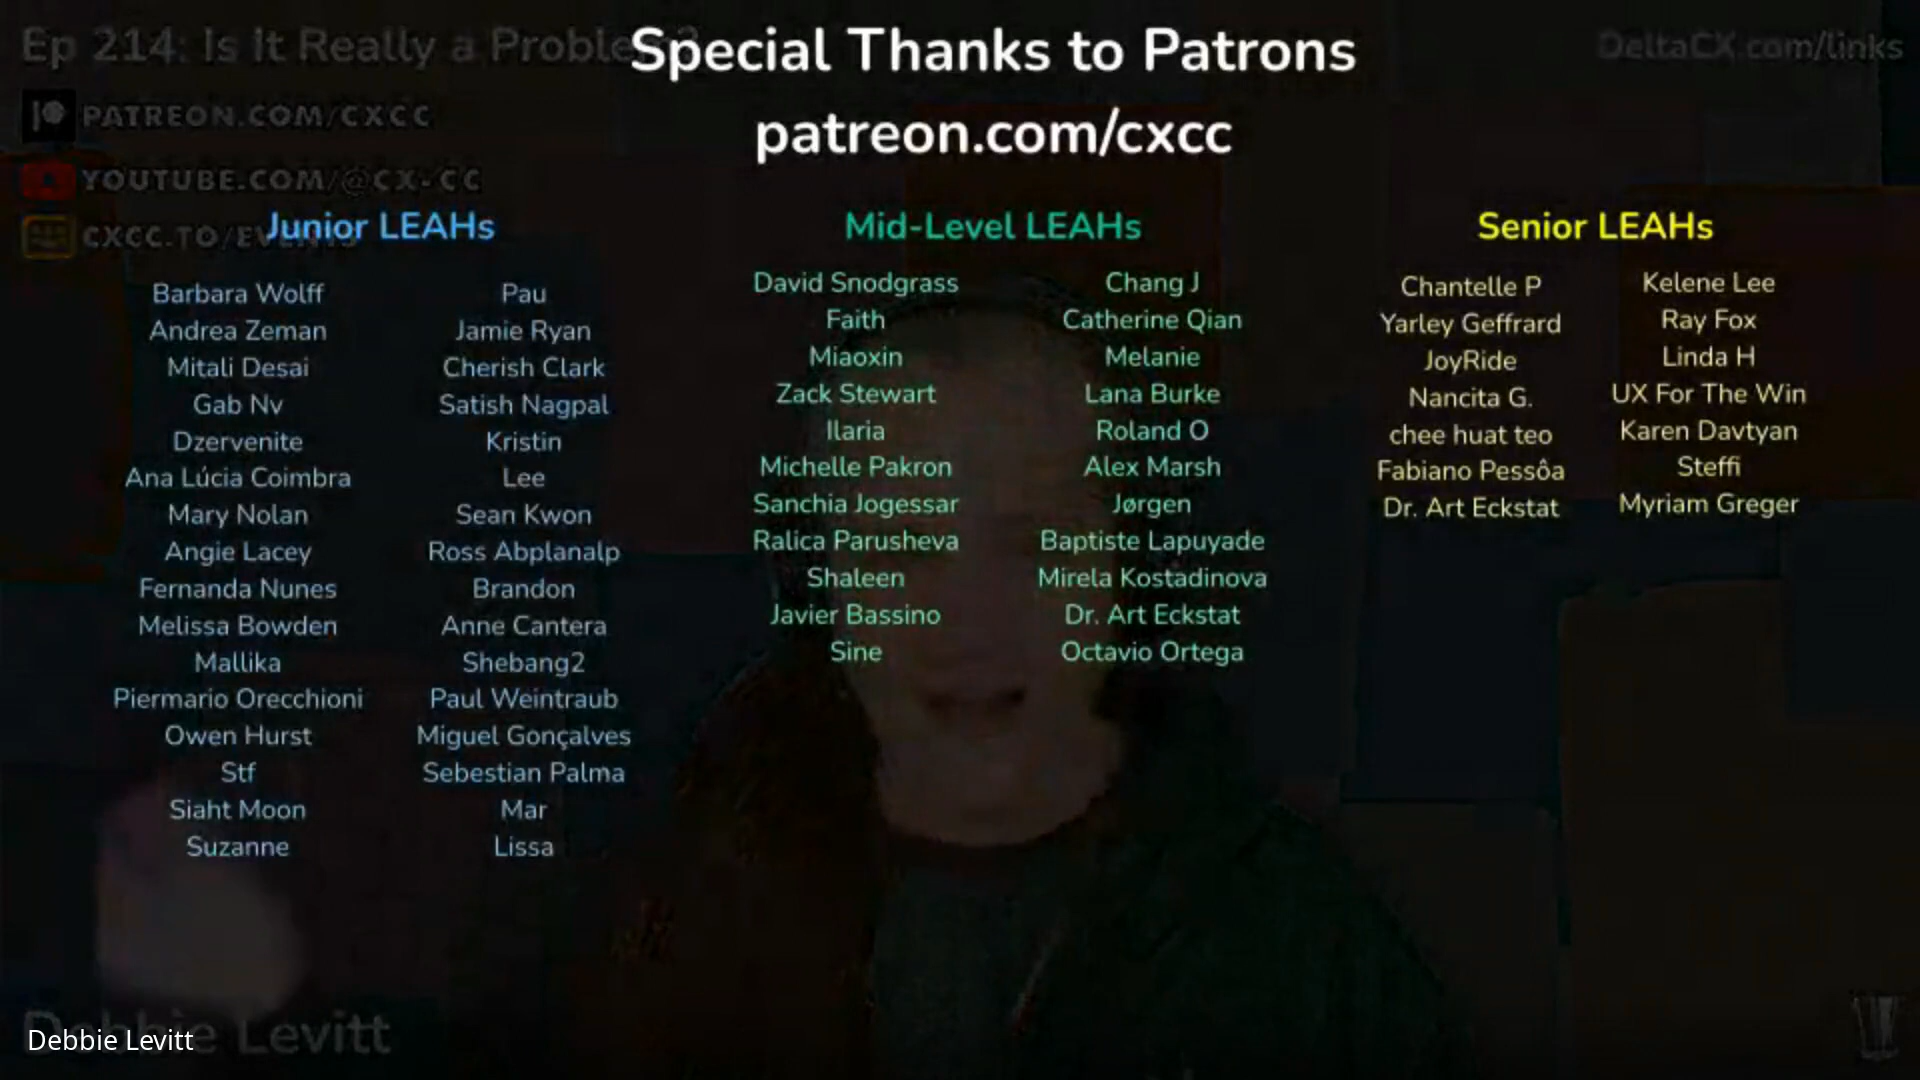 Ep 214: Is It Really a Proble
Special Thanks to Patrons
DeltaCX.com/links
PATREON.COM/CXCC
patreon.com/cxcc
YOUTUBE.COM/@CX-CC
CXCC.TO/EVENTS
Junior LEAHs
Barbara Wolff
Andrea Zeman
Mitali Desai
Gab Nv
Dzervenite
Ana Lúcia Coimbra
Mary Nolan
Angie Lacey
Fernanda Nunes
Melissa Bowden
Mallika
Piermario Orecchioni
Owen Hurst
Stf
Siaht Moon
Suzanne
Pau
Jamie Ryan
Cherish Clark
Satish Nagpal
Kristin
Lee
Sean Kwon
Ross Abplanalp
Brandon
Anne Cantera
Shebang2
Paul Weintraub
Miguel Gonçalves
Sebestian Palma
Mar
Lissa
Mid-Level LEAHs
David Snodgrass
Faith
Miaoxin
Zack Stewart
Ilaria
Michelle Pakron
Sanchia Jogessar
Ralica Parusheva
Shaleen
Javier Bassino
Sine
Chang J
Catherine Qian
Melanie
Lana Burke
Roland O
Alex Marsh
Jørgen
Baptiste Lapuyade
Mirela Kostadinova
Dr. Art Eckstat
Octavio Ortega
Senior LEAHs
Chantelle P
Yarley Geffrard
JoyRide
Nancita G.
chee huat teo
Fabiano Pessôa
Dr. Art Eckstat
Kelene Lee
Ray Fox
Linda H
UX For The Win
Karen Davtyan
Steffi
Myriam Greger
Debbie Levitt
Debbie Levitt